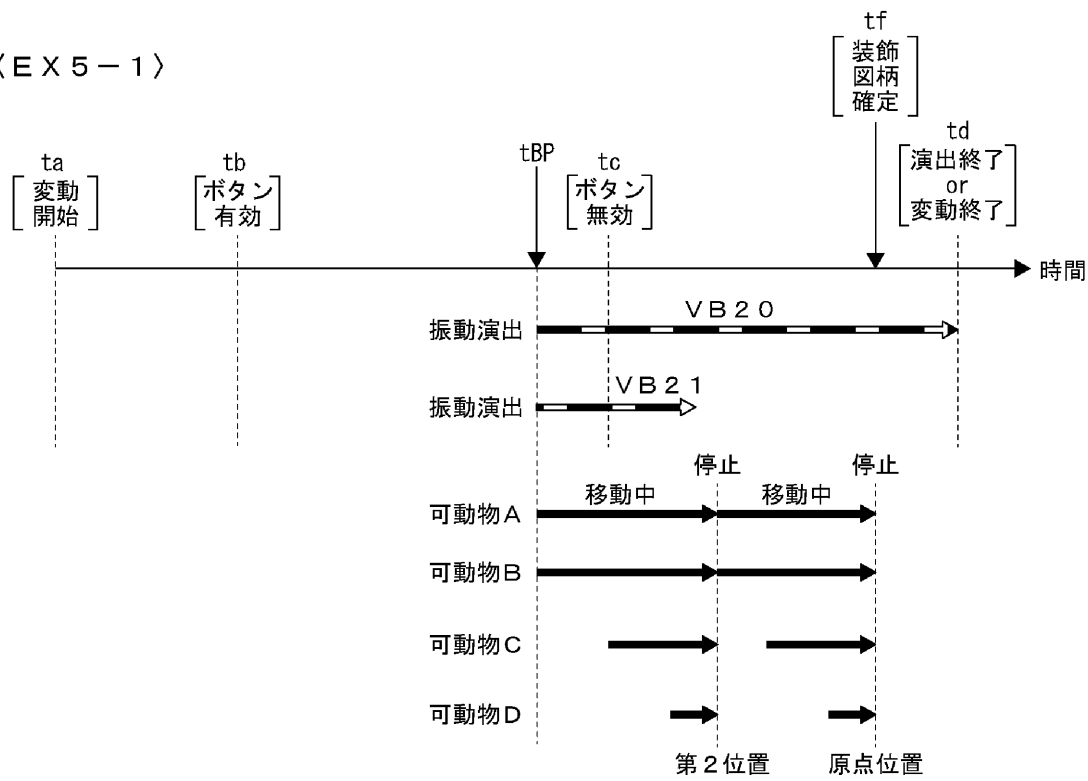 〈EX5－1〉
tf
装飾
図柄
確定
ta
変動
開始
tb
ボタン
有効
tBP
tc
ボタン
無効
td
演出終了
or
変動終了
時間
振動演出
VB20
振動演出
VB21
停止
停止
移動中
移動中
可動物A
可動物B
可動物C
可動物D
第2位置
原点位置